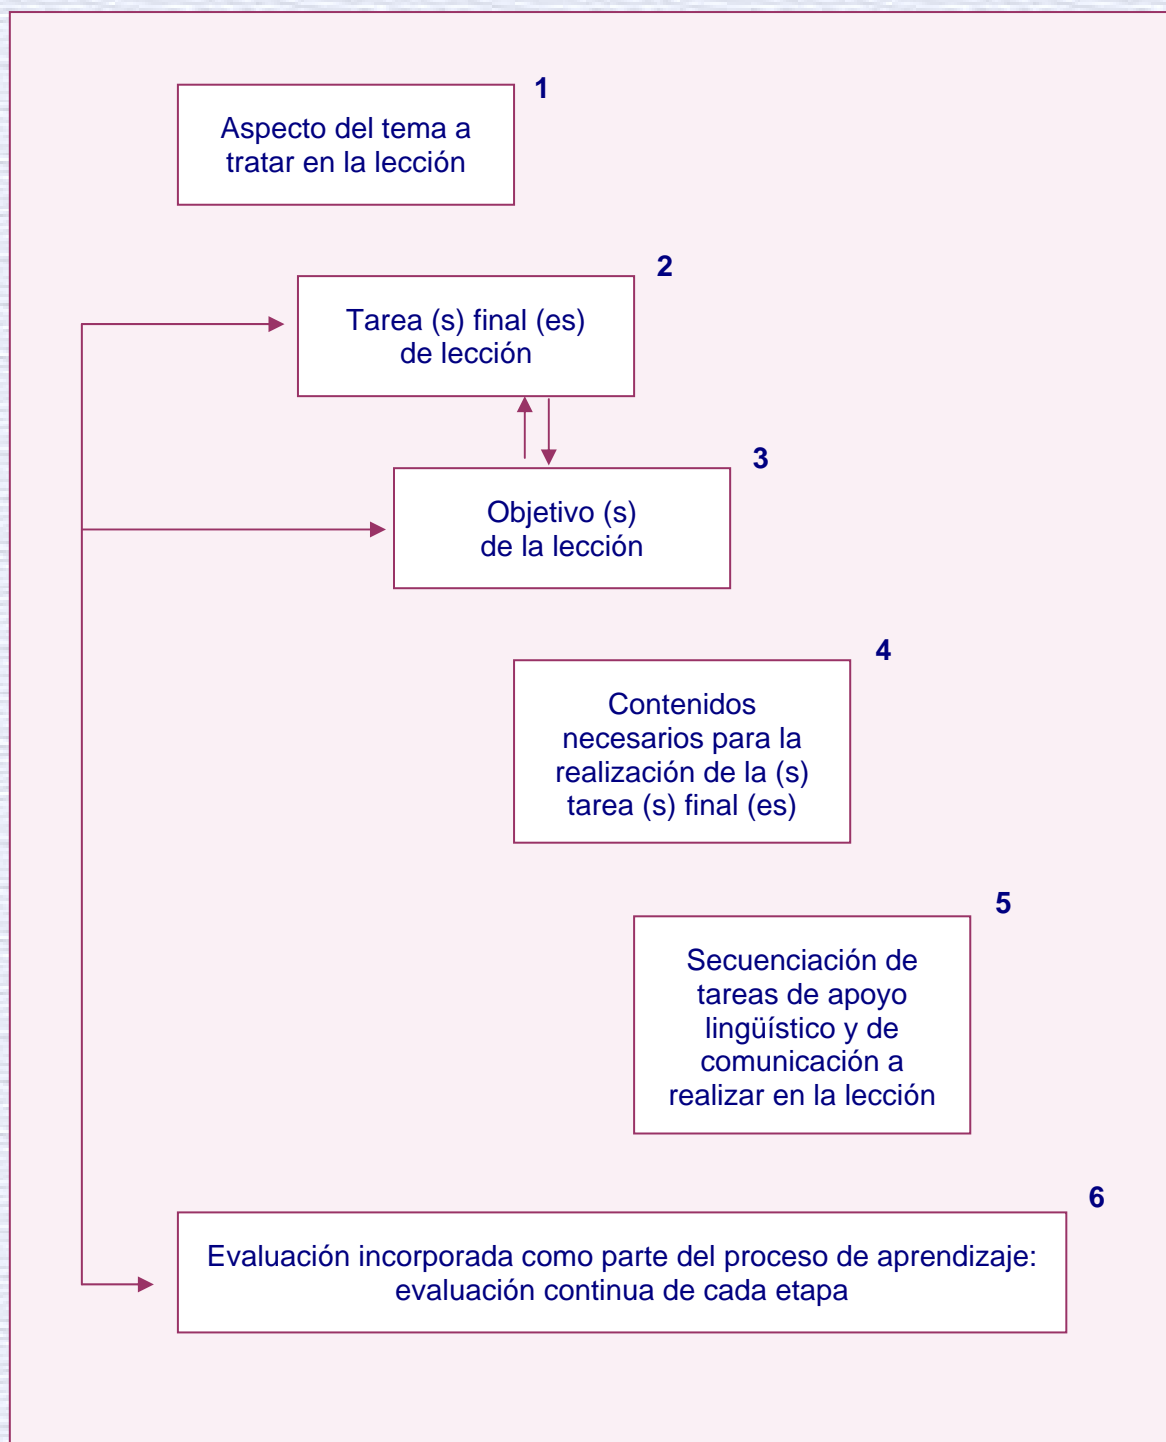 1
Aspecto del tema a
tratar en la lección
2
Tarea (s) final (es)
de lección
3
Objetivo (s)
de la lección
4
Contenidos
necesarios para la
realización de la (s)
tarea (s) final (es)
5
Secuenciación de
tareas de apoyo
lingüístico y de
comunicación a
realizar en la lección
6
Evaluación incorporada como parte del proceso de aprendizaje:
evaluación continua de cada etapa